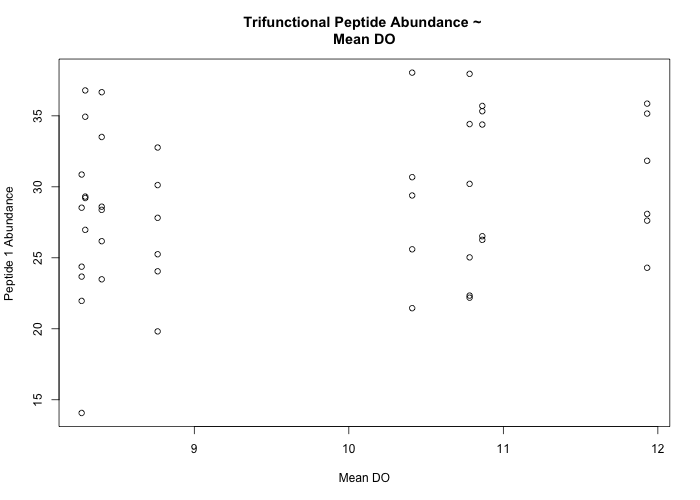 Trifunctional Peptide Abundance ~
Mean DO
35
30
25
20
15
Peptide 1 Abundance
9 10 11 12
Mean DO